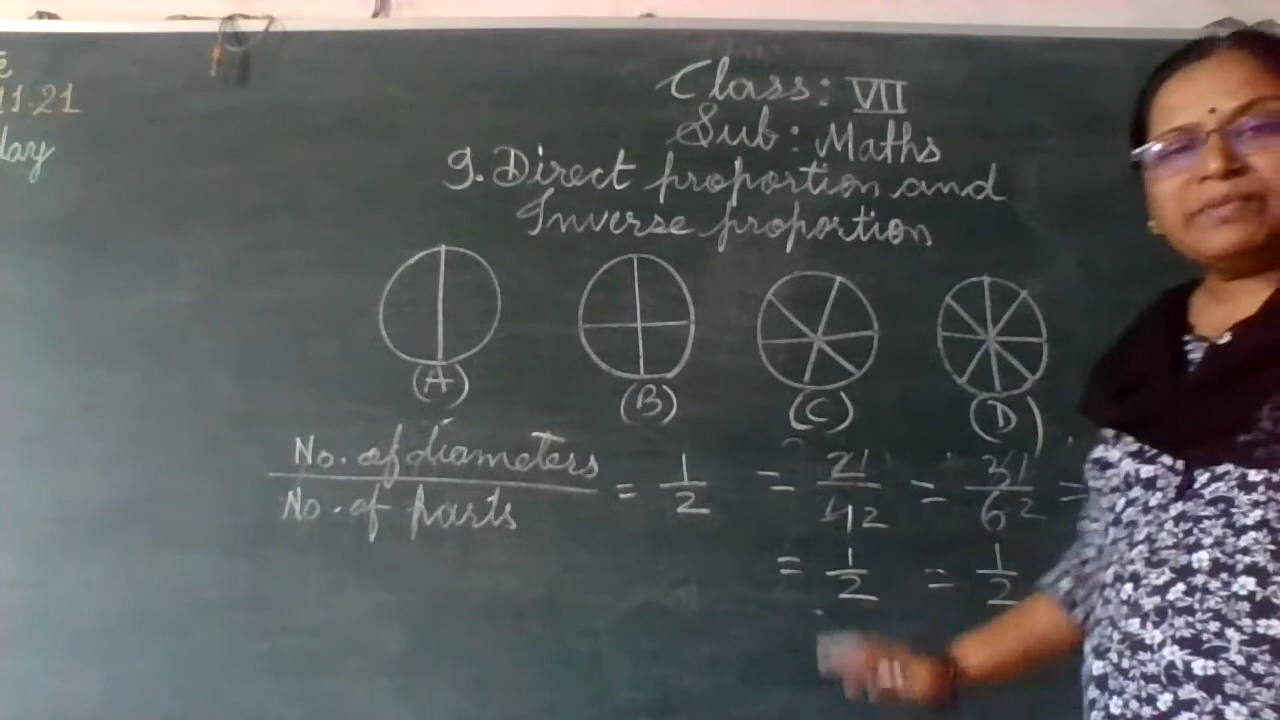 11.21
day
Class: VII
Sub: Maths
9. Direct proportion and
Inverse proportion
(A) (B) (C) (D)
No. of diameters / No. of parts = 1/2 = 21/42 = 31/62 =
= 1/2 = 1/2